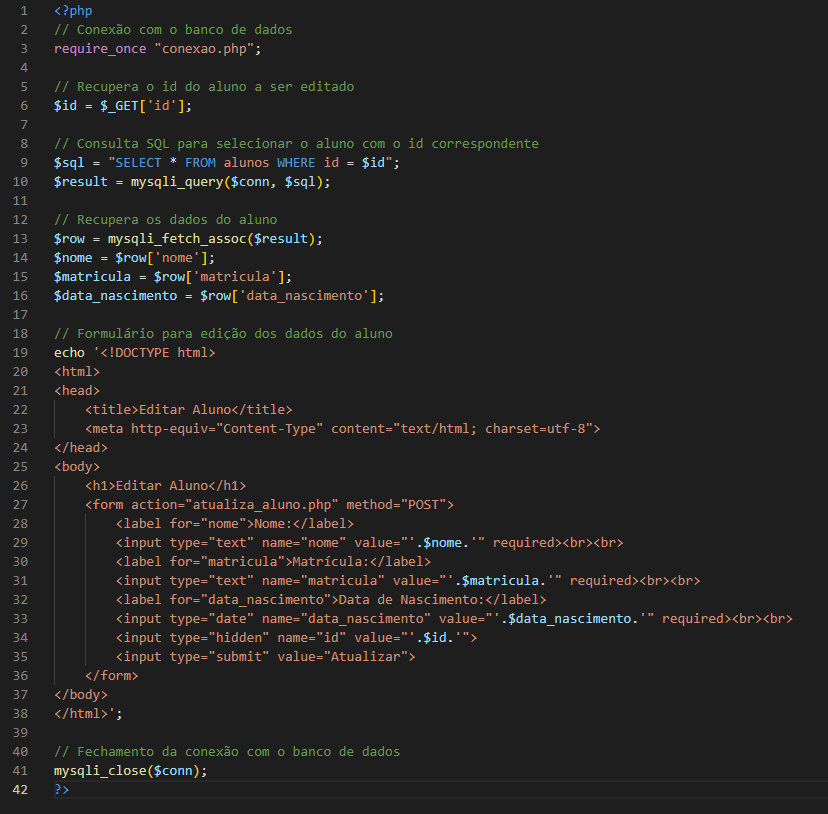 1 <?php
2 // Conexão com o banco de dados
3 require_once "conexao.php";
4
5 // Recupera o id do aluno a ser editado
6 $id = $_GET['id'];
7
8 // Consulta SQL para selecionar o aluno com o id correspondente
9 $sql = "SELECT * FROM alunos WHERE id = $id";
10 $result = mysqli_query($conn, $sql);
11
12 // Recupera os dados do aluno
13 $row = mysqli_fetch_assoc($result);
14 $nome = $row['nome'];
15 $matricula = $row['matricula'];
16 $data_nascimento = $row['data_nascimento'];
17
18 // Formulário para edição dos dados do aluno
19 echo '<!DOCTYPE html>
20 <html>
21 <head>
22     <title>Editar Aluno</title>
23     <meta http-equiv="Content-Type" content="text/html; charset=utf-8">
24 </head>
25 <body>
26     <h1>Editar Aluno</h1>
27     <form action="atualiza_aluno.php" method="POST">
28         <label for="nome">Nome:</label>
29         <input type="text" name="nome" value="'.$nome.'" required><br><br>
30         <label for="matricula">Matrícula:</label>
31         <input type="text" name="matricula" value="'.$matricula.'" required><br><br>
32         <label for="data_nascimento">Data de Nascimento:</label>
33         <input type="date" name="data_nascimento" value="'.$data_nascimento.'" required><br><br>
34         <input type="hidden" name="id" value="'.$id.'">
35         <input type="submit" value="Atualizar">
36     </form>
37 </body>
38 </html>';
39
40 // Fechamento da conexão com o banco de dados
41 mysqli_close($conn);
42 ?>